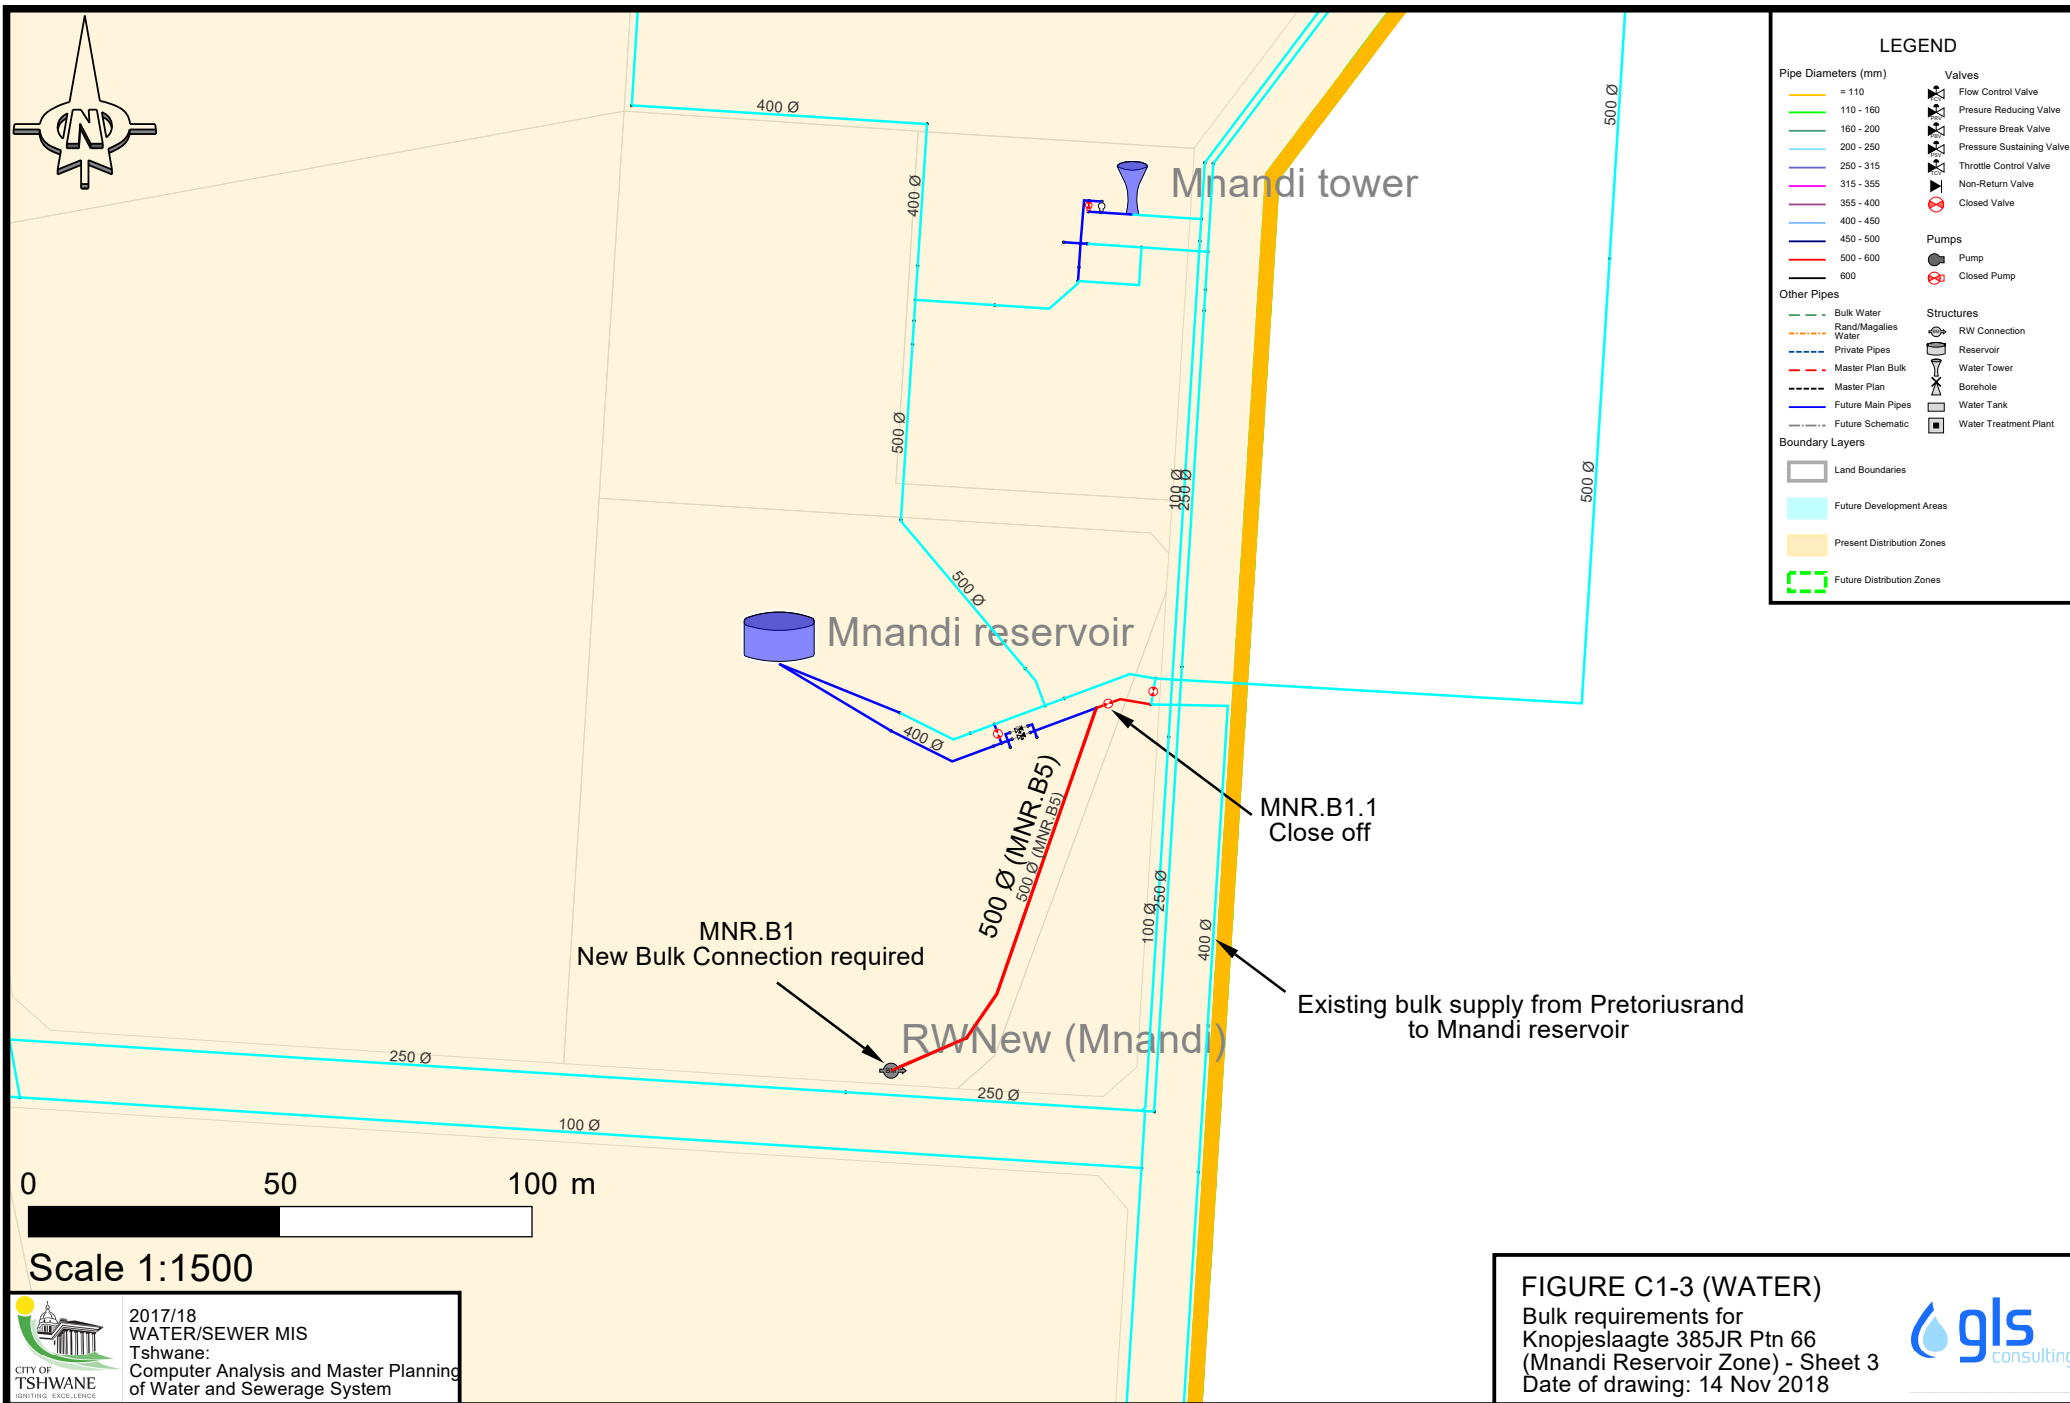 N
400 Ø
400 Ø
Mnandi tower
500 Ø
500 Ø
500 Ø
100 Ø
250 Ø
500 Ø
Mnandi reservoir
400 Ø
500 Ø (MNR.B5)
500 Ø (MNR.B5)
MNR.B1.1
Close off
100 Ø
250 Ø
400 Ø
MNR.B1
New Bulk Connection required
Existing bulk supply from Pretoriusrand
to Mnandi reservoir
RWNew (Mnandi)
250 Ø
250 Ø
100 Ø
0 50 100 m
Scale 1:1500
LEGEND
Pipe Diameters (mm)
= 110
110 - 160
160 - 200
200 - 250
250 - 315
315 - 355
355 - 400
400 - 450
450 - 500
500 - 600
600
Other Pipes
Bulk Water
Rand/Magalies
Water
Private Pipes
Master Plan Bulk
Master Plan
Future Main Pipes
Future Schematic
Boundary Layers
Land Boundaries
Future Development Areas
Present Distribution Zones
Future Distribution Zones
Valves
Flow Control Valve
Presure Reducing Valve
Pressure Break Valve
Pressure Sustaining Valve
Throttle Control Valve
Non-Return Valve
Closed Valve
Pumps
Pump
Closed Pump
Structures
RW Connection
Reservoir
Water Tower
Borehole
Water Tank
Water Treatment Plant
CITY OF
TSHWANE
IGNITING EXCELLENCE
2017/18
WATER/SEWER MIS
Tshwane:
Computer Analysis and Master Planning
of Water and Sewerage System
FIGURE C1-3 (WATER)
Bulk requirements for
Knopjeslaagte 385JR Ptn 66
(Mnandi Reservoir Zone) - Sheet 3
Date of drawing: 14 Nov 2018
gls
consulting